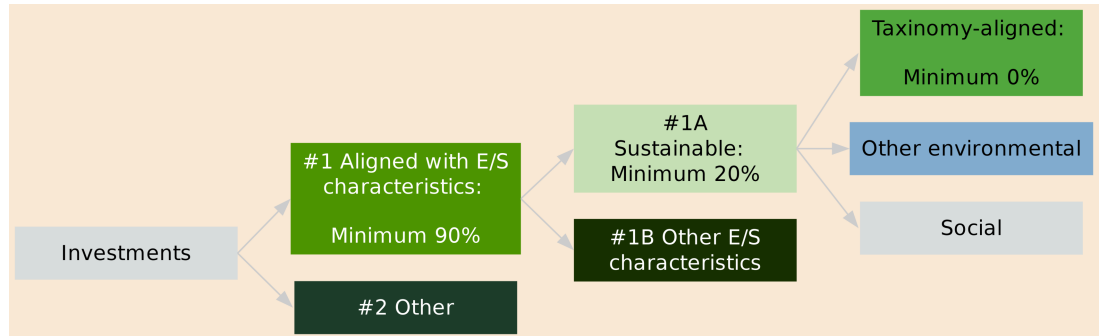 Investments
#1 Aligned with E/S
characteristics:
Minimum 90%
#2 Other
#1A
Sustainable:
Minimum 20%
#1B Other E/S
characteristics
Taxinomy-aligned:
Minimum 0%
Other environmental
Social